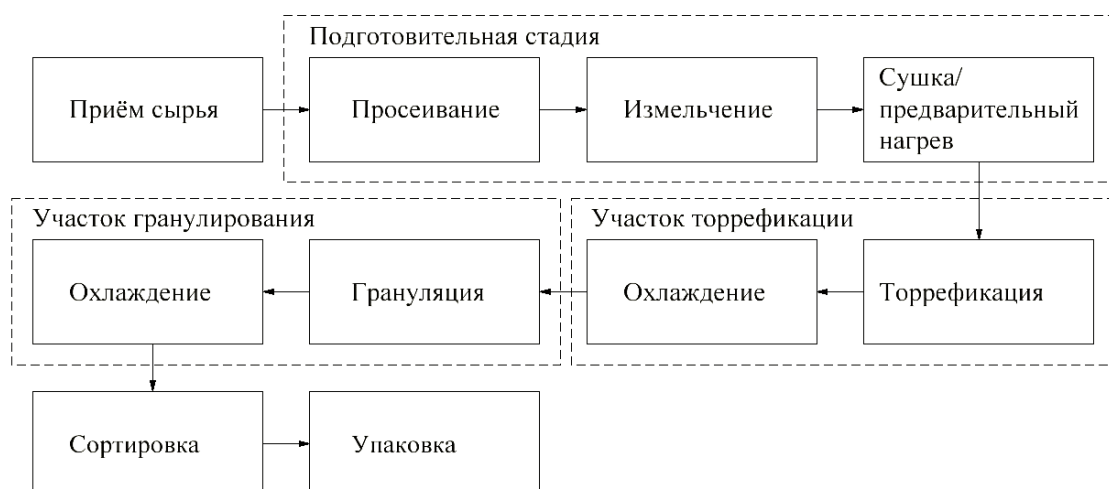 Подготовительная стадия
Приём сырья
Просеивание
Измельчение
Сушка/
предварительный
нагрев
Участок гранулирования
Участок торрефикации
Охлаждение
Грануляция
Охлаждение
Торрефикация
Сортировка
Упаковка